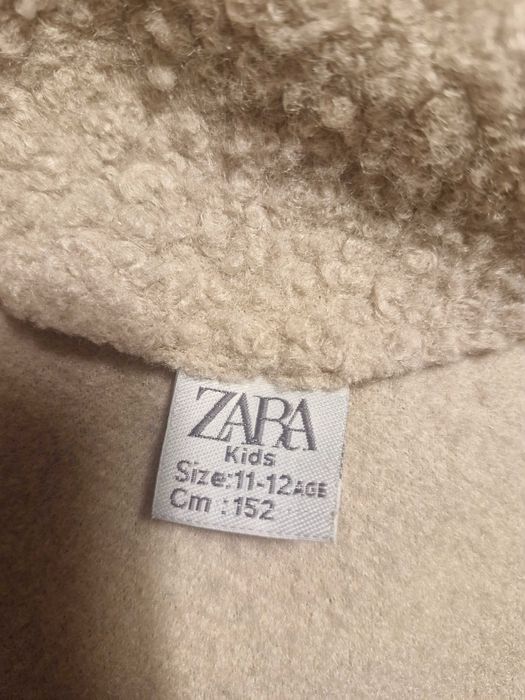 ZARA
Kids
Size:11-12AGE
Cm :152